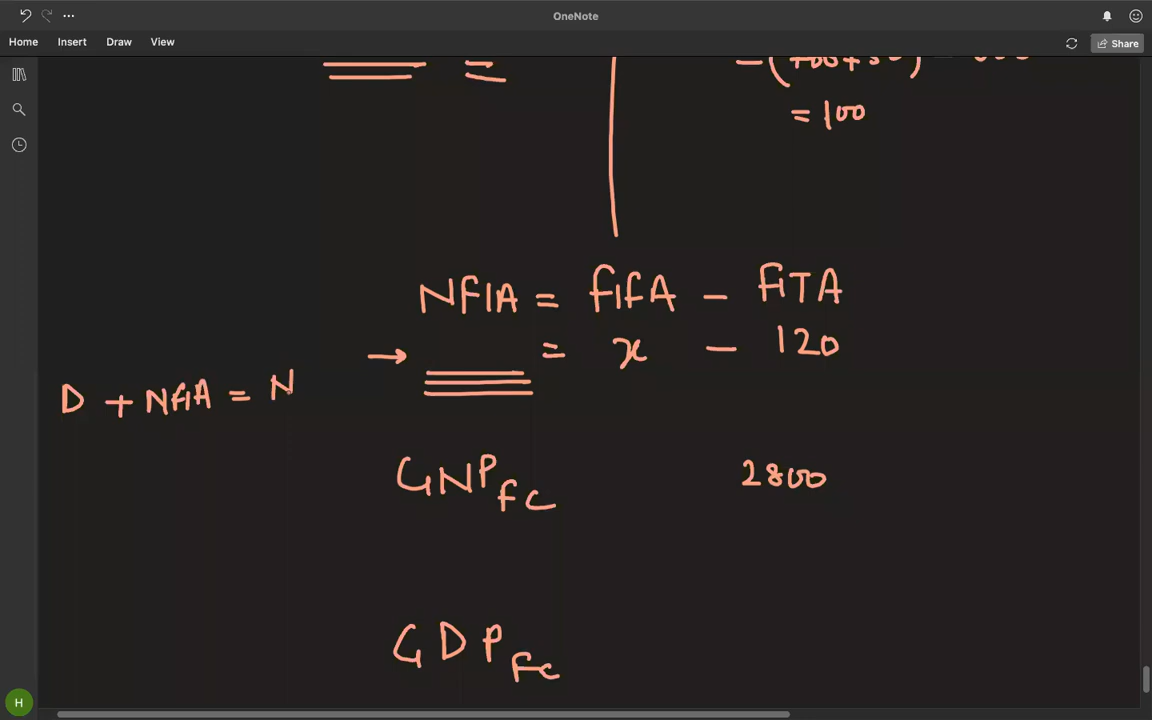 OneNote
Home Insert Draw View
Share
= 100
NFIA = FIFA - FITA
→ = x - 120
D + NFIA = N
GNP FC 2800
GDP FC
H